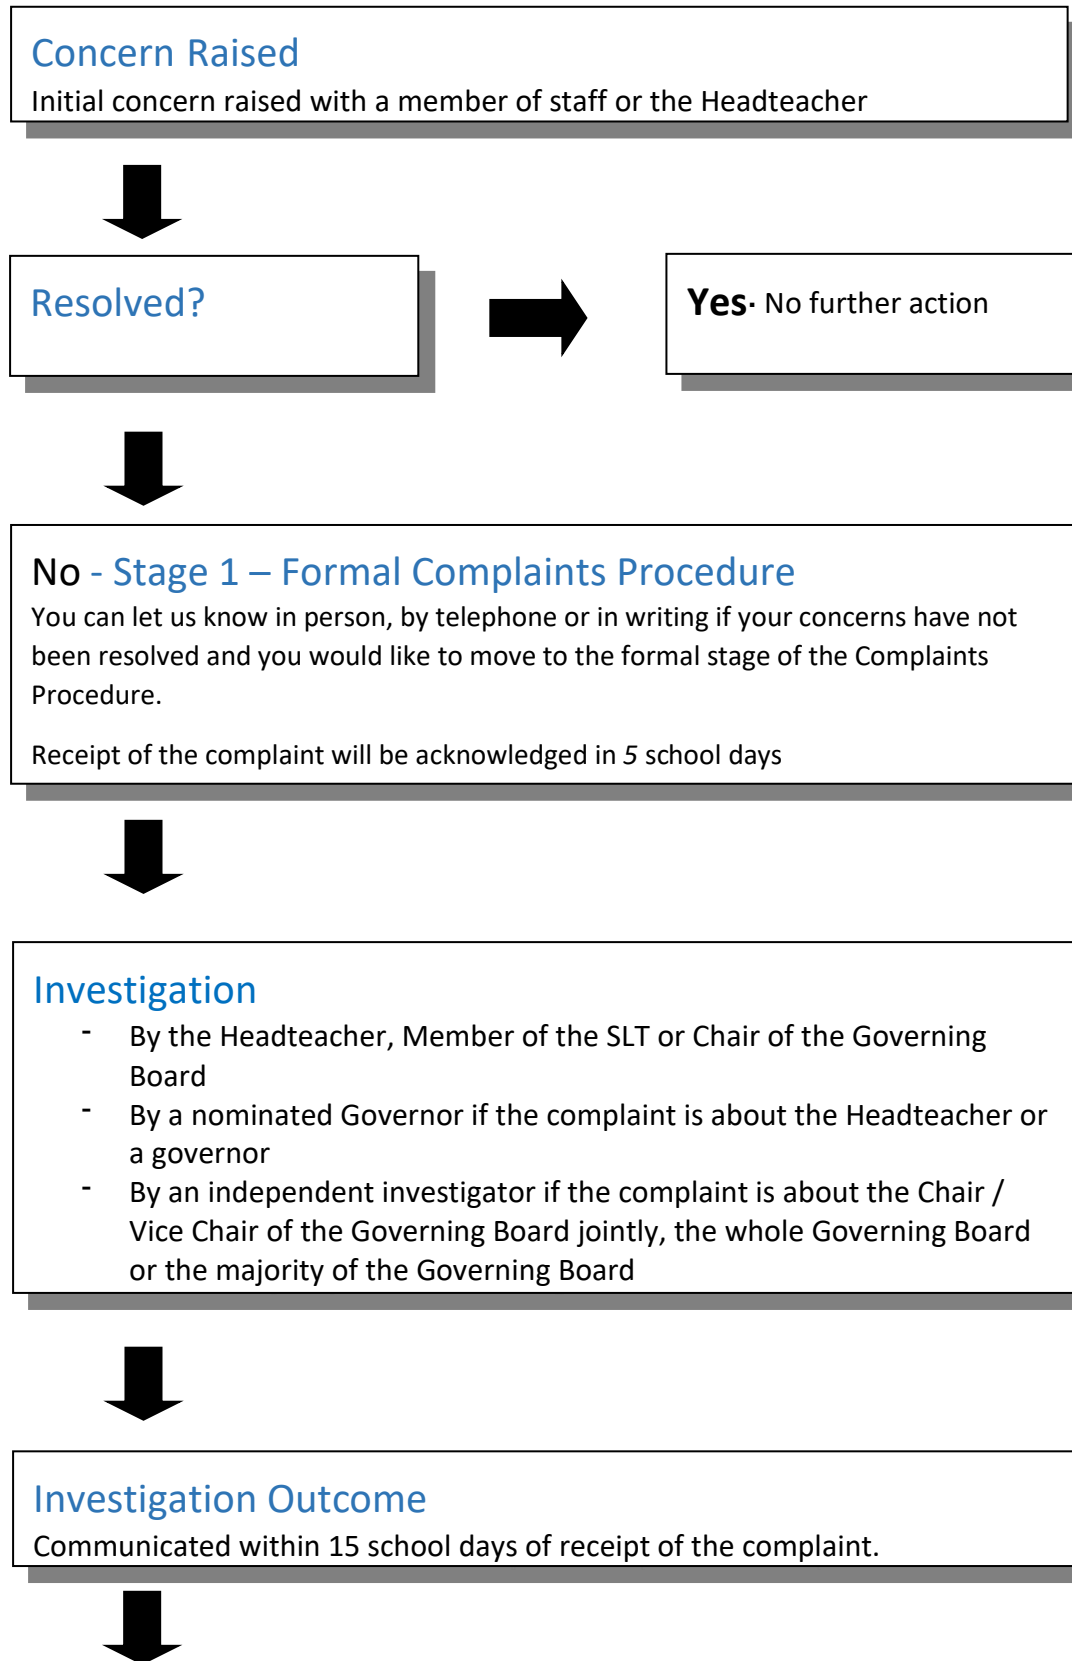 Concern Raised
Initial concern raised with a member of staff or the Headteacher
Resolved?
Yes- No further action
No - Stage 1 – Formal Complaints Procedure
You can let us know in person, by telephone or in writing if your concerns have not
been resolved and you would like to move to the formal stage of the Complaints
Procedure.
Receipt of the complaint will be acknowledged in 5 school days
Investigation
- By the Headteacher, Member of the SLT or Chair of the Governing
Board
- By a nominated Governor if the complaint is about the Headteacher or
a governor
- By an independent investigator if the complaint is about the Chair /
Vice Chair of the Governing Board jointly, the whole Governing Board
or the majority of the Governing Board
Investigation Outcome
Communicated within 15 school days of receipt of the complaint.